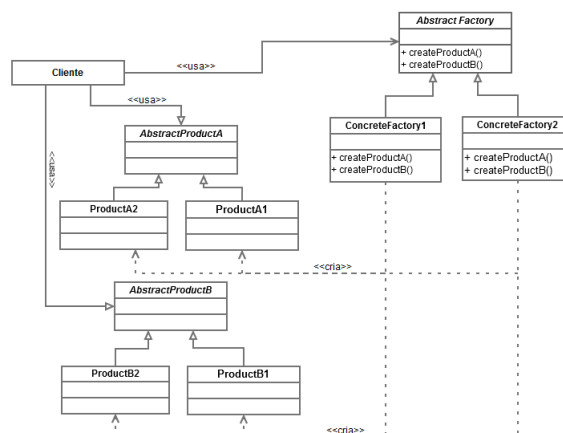 Abstract Factory
+ createProductA()
+ createProductB()
<<usa>>
Cliente
<<usa>>
<<usa>>
AbstractProductA
ConcreteFactory1
+ createProductA()
+ createProductB()
ConcreteFactory2
+ createProductA()
+ createProductB()
ProductA2
ProductA1
<<cria>>
AbstractProductB
ProductB2
ProductB1
<<cria>>